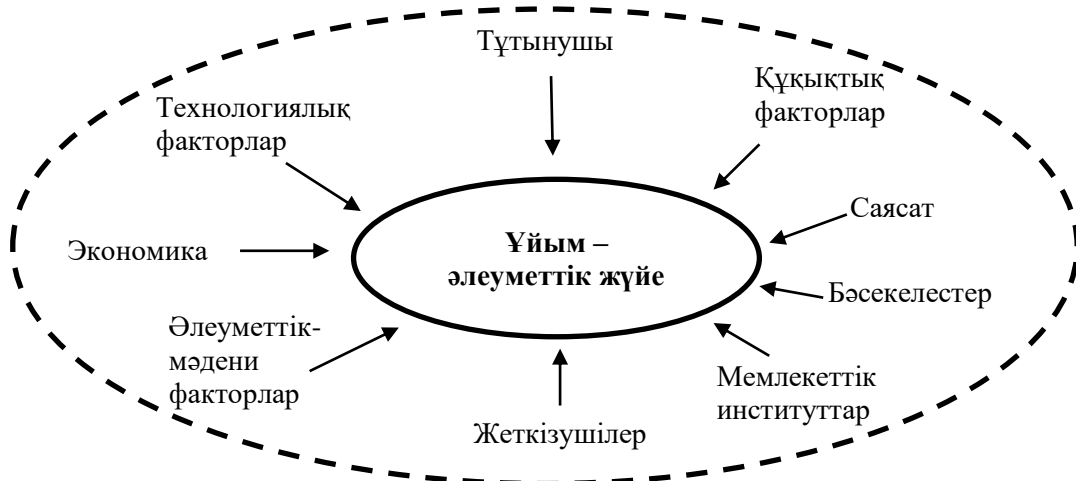 Тұтынушы
Құқықтық
факторлар
Технологиялық
факторлар
Саясат
Ұйым –
әлеуметтік жүйе
Экономика
Бәсекелестер
Әлеуметтік-
мәдени
факторлар
Мемлекеттік
институттар
Жеткізушілер